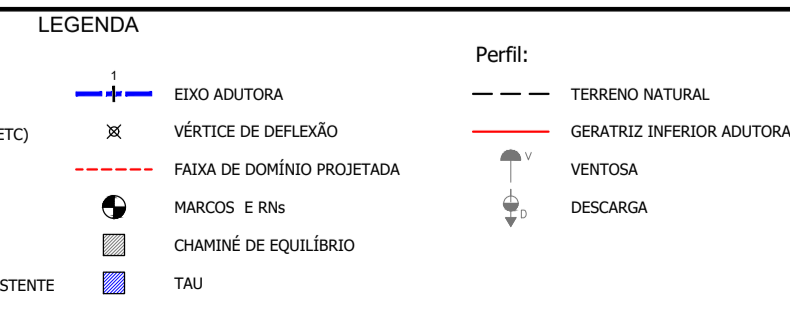 LEGENDA
Perfil:
1
EIXO ADUTORA
TERRENO NATURAL
ETC)
VÉRTICE DE DEFLEXÃO
GERATRIZ INFERIOR ADUTORA
FAIXA DE DOMÍNIO PROJETADA
V
VENTOSA
MARCOS E RNs
D
DESCARGA
CHAMINÉ DE EQUILÍBRIO
STENTE
TAU